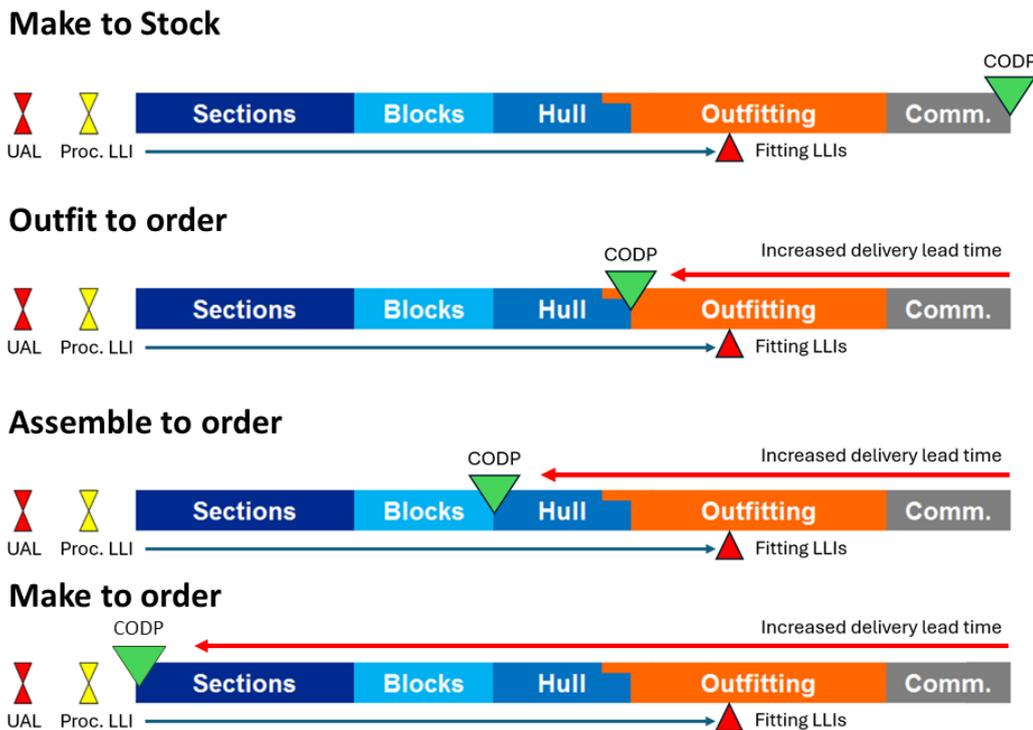 Make to Stock
CODP
Sections Blocks Hull Outfitting Comm.
UAL Proc. LLI Fitting LLIs
Outfit to order
CODP Increased delivery lead time
Sections Blocks Hull Outfitting Comm.
UAL Proc. LLI Fitting LLIs
Assemble to order
CODP Increased delivery lead time
Sections Blocks Hull Outfitting Comm.
UAL Proc. LLI Fitting LLIs
Make to order
CODP Increased delivery lead time
Sections Blocks Hull Outfitting Comm.
UAL Proc. LLI Fitting LLIs